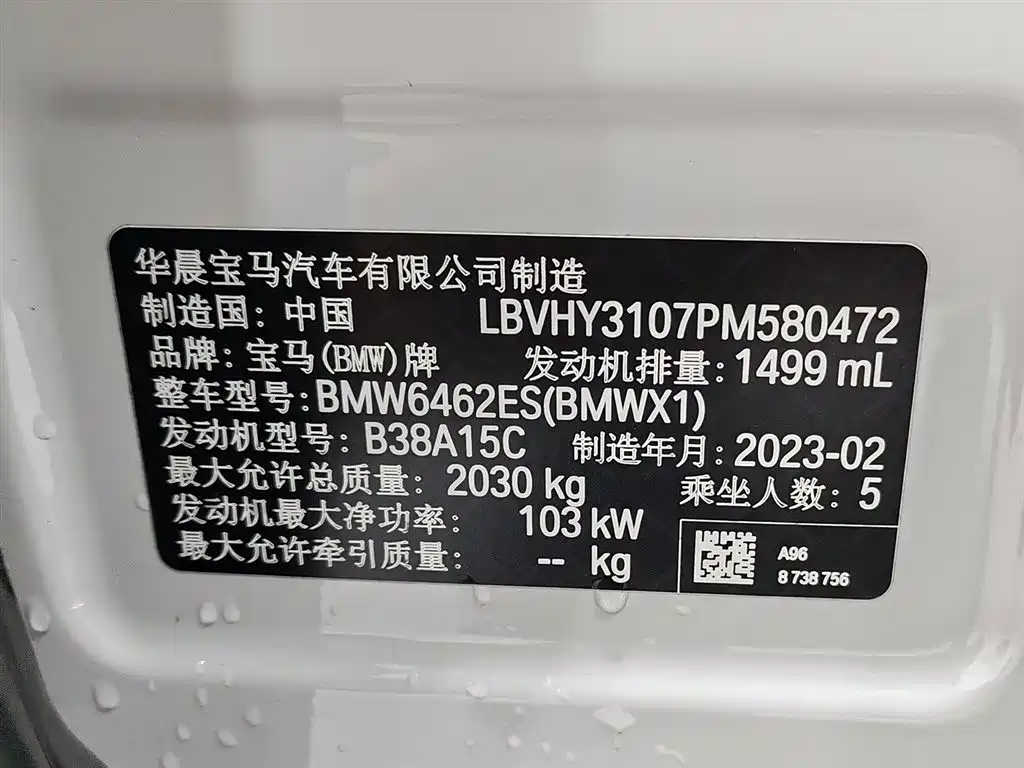 华晨宝马汽车有限公司制造
制造国：中国 LBVHY3107PM580472
品牌：宝马(BMW)牌 发动机排量：1499 mL
整车型号：BMW6462ES(BMWX1)
发动机型号：B38A15C 制造年月：2023-02
最大允许总质量：2030 kg 乘坐人数：5
发动机最大净功率：103 kW
最大允许牵引质量：-- kg
A96
8 738 756